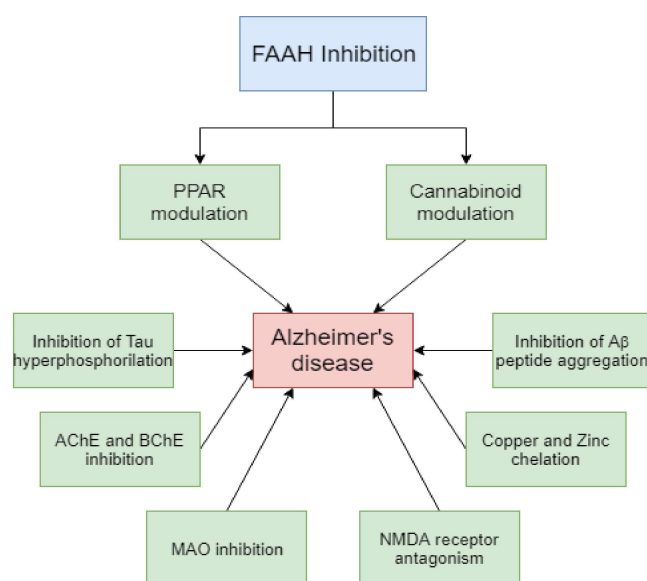 FAAH Inhibition
PPAR
modulation
Cannabinoid
modulation
Alzheimer's
disease
Inhibition of Tau
hyperphosphorilation
Inhibition of Aβ
peptide aggregation
AChE and BChE
inhibition
Copper and Zinc
chelation
MAO inhibition
NMDA receptor
antagonism